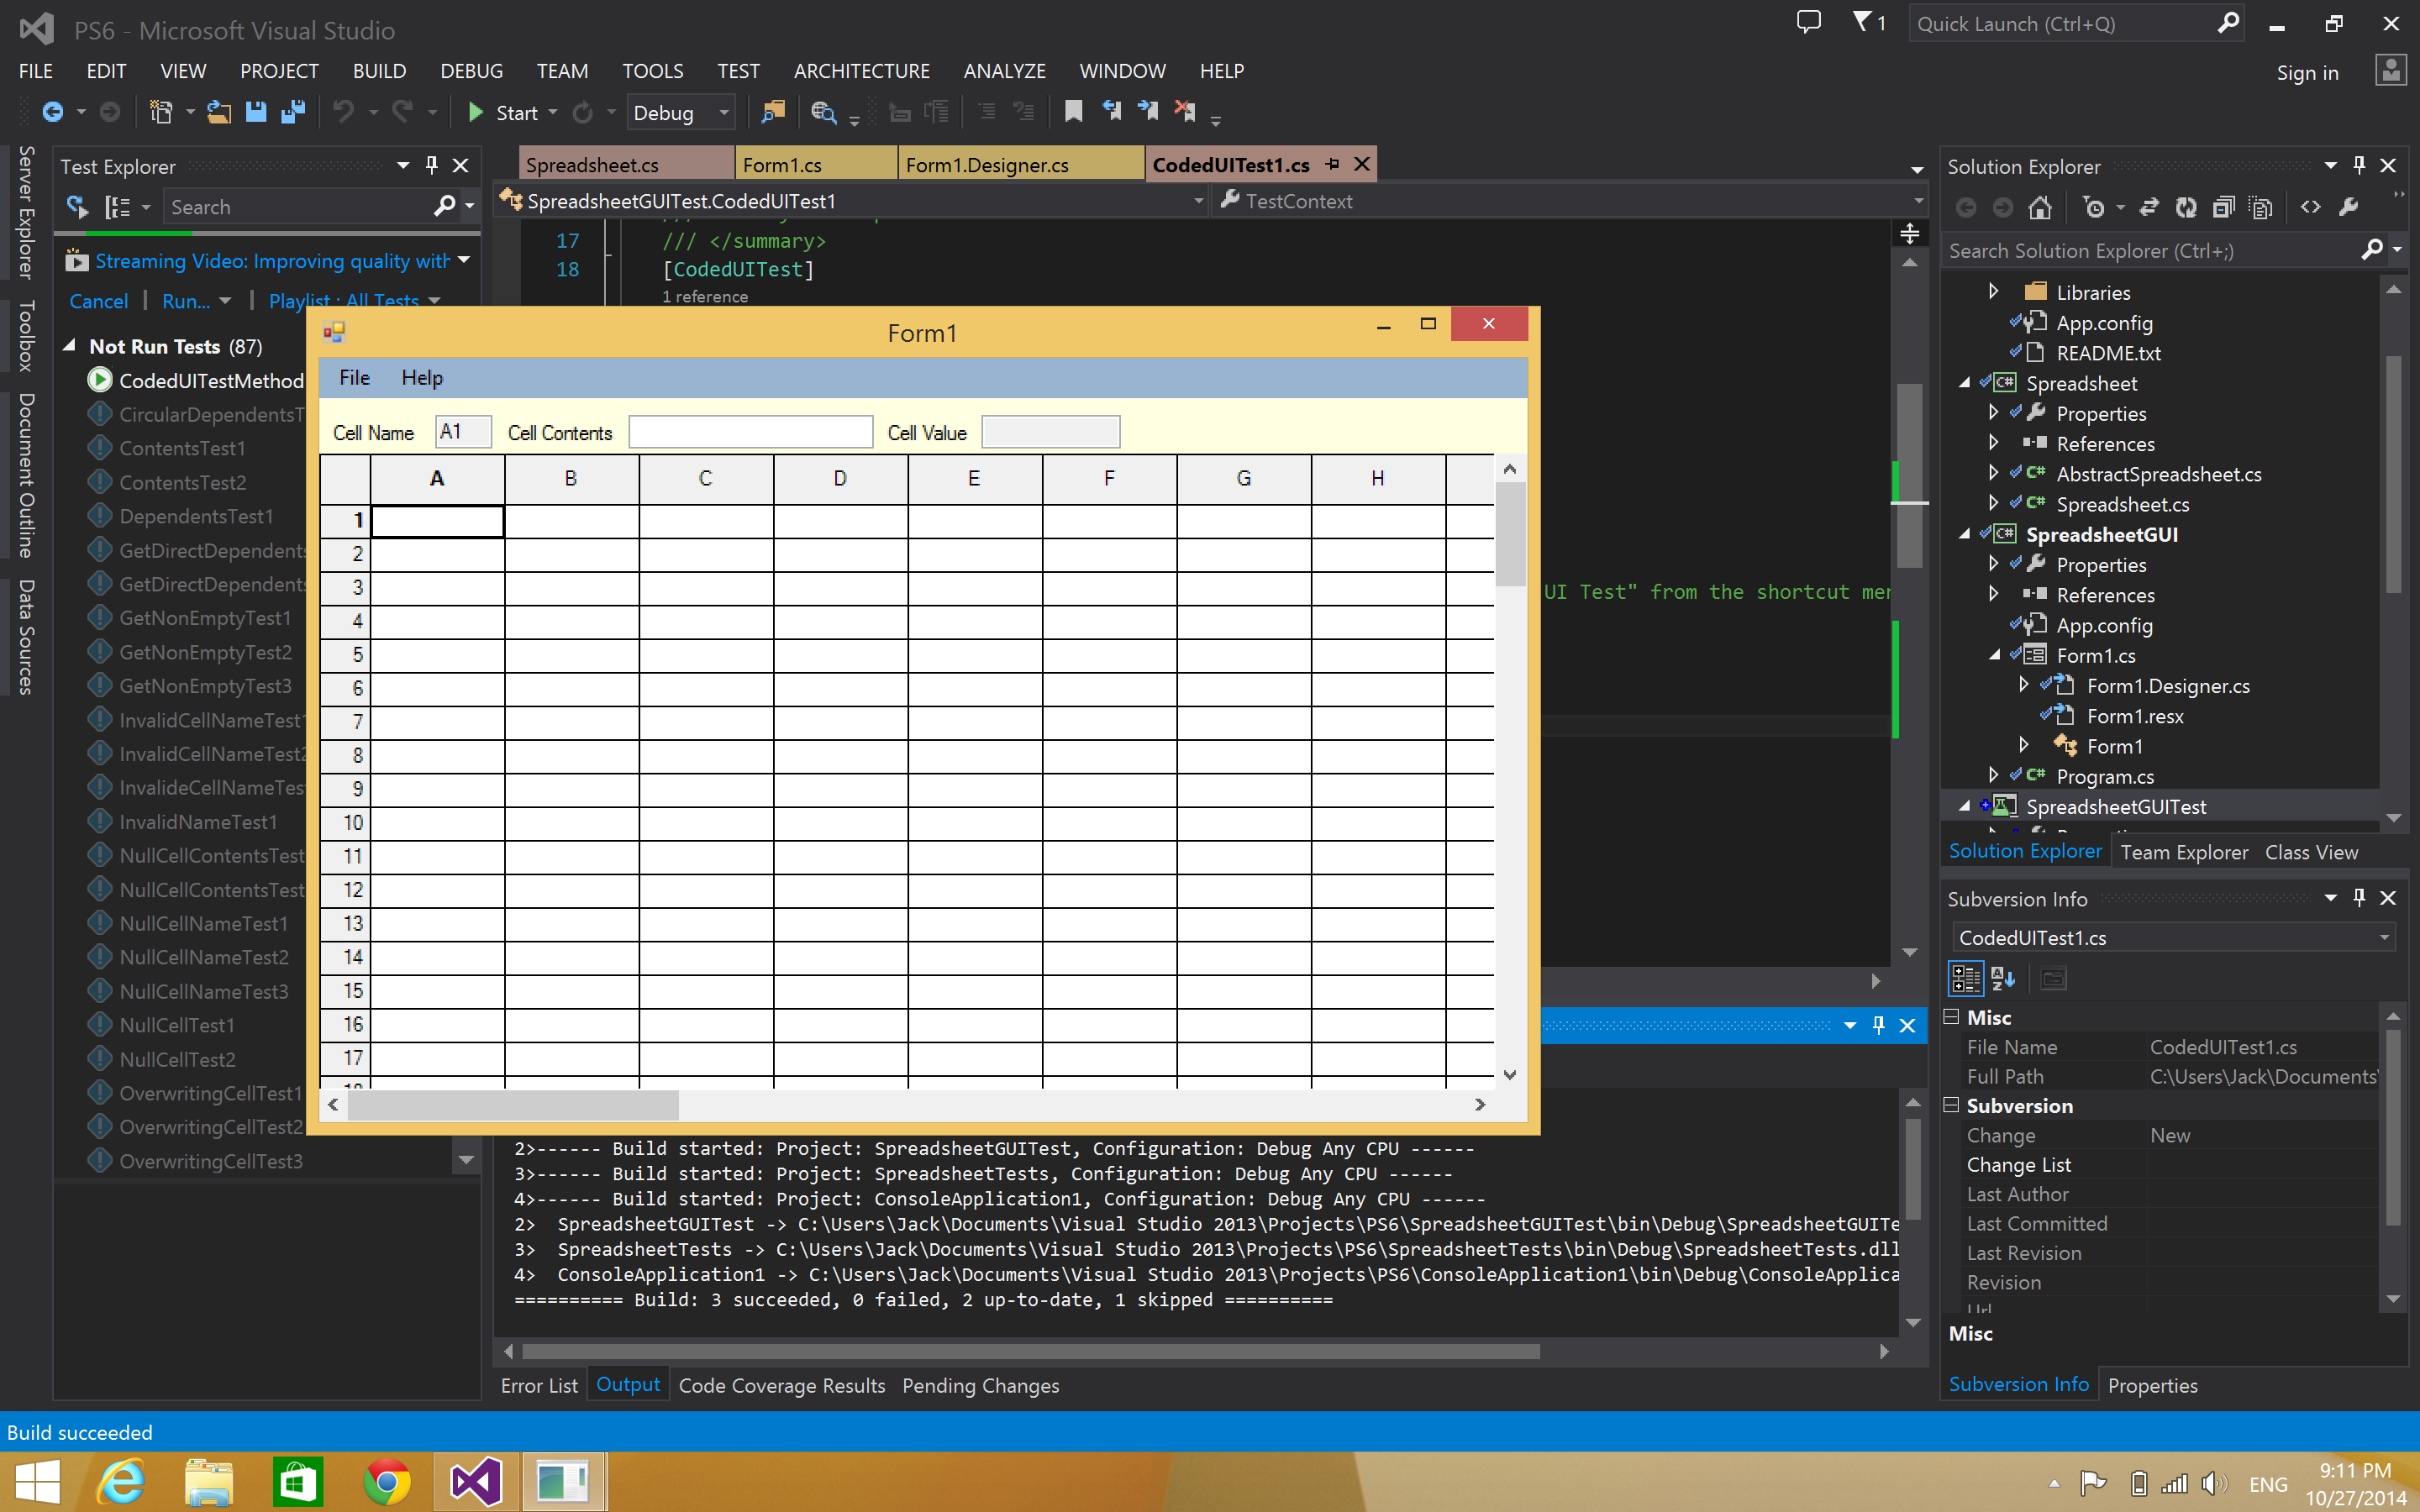 PS6 - Microsoft Visual Studio
1
Quick Launch (Ctrl+Q)
FILE EDIT VIEW PROJECT BUILD DEBUG TEAM TOOLS TEST ARCHITECTURE ANALYZE WINDOW HELP
Sign in
Start
Debug
Server Explorer
Toolbox
Document Outline
Data Sources
Test Explorer
Search
Streaming Video: Improving quality with
Cancel | Run... | Playlist : All Tests
Not Run Tests (87)
CodedUITestMethod
CircularDependentsT
ContentsTest1
ContentsTest2
DependentsTest1
GetDirectDependents
GetDirectDependents
GetNonEmptyTest1
GetNonEmptyTest2
GetNonEmptyTest3
InvalidCellNameTest1
InvalidCellNameTest2
InvalideCellNameTes
InvalidNameTest1
NullCellContentsTest
NullCellContentsTest
NullCellNameTest1
NullCellNameTest2
NullCellNameTest3
NullCellTest1
NullCellTest2
OverwritingCellTest1
OverwritingCellTest2
OverwritingCellTest3
Spreadsheet.cs Form1.cs Form1.Designer.cs CodedUITest1.cs
SpreadsheetGUITest.CodedUITest1
TestContext
17 /// </summary>
18 [CodedUITest]
1 reference
UI Test" from the shortcut men
Form1
File Help
Cell Name A1 Cell Contents Cell Value
A B C D E F G H
1
2
3
4
5
6
7
8
9
10
11
12
13
14
15
16
17
18
2>------ Build started: Project: SpreadsheetGUITest, Configuration: Debug Any CPU ------
3>------ Build started: Project: SpreadsheetTests, Configuration: Debug Any CPU ------
4>------ Build started: Project: ConsoleApplication1, Configuration: Debug Any CPU ------
2>  SpreadsheetGUITest -> C:\Users\Jack\Documents\Visual Studio 2013\Projects\PS6\SpreadsheetGUITest\bin\Debug\SpreadsheetGUITe
3>  SpreadsheetTests -> C:\Users\Jack\Documents\Visual Studio 2013\Projects\PS6\SpreadsheetTests\bin\Debug\SpreadsheetTests.dll
4>  ConsoleApplication1 -> C:\Users\Jack\Documents\Visual Studio 2013\Projects\PS6\ConsoleApplication1\bin\Debug\ConsoleApplica
========== Build: 3 succeeded, 0 failed, 2 up-to-date, 1 skipped ==========
Error List Output Code Coverage Results Pending Changes
Solution Explorer
Search Solution Explorer (Ctrl+;)
Libraries
App.config
README.txt
Spreadsheet
Properties
References
AbstractSpreadsheet.cs
Spreadsheet.cs
SpreadsheetGUI
Properties
References
App.config
Form1.cs
Form1.Designer.cs
Form1.resx
Form1
Program.cs
SpreadsheetGUITest
Solution Explorer Team Explorer Class View
Subversion Info
CodedUITest1.cs
Misc
File Name CodedUITest1.cs
Full Path C:\Users\Jack\Documents\
Subversion
Change New
Change List
Last Author
Last Committed
Last Revision
Revision
Url
Misc
Subversion Info Properties
Build succeeded
ENG
9:11 PM
10/27/2014